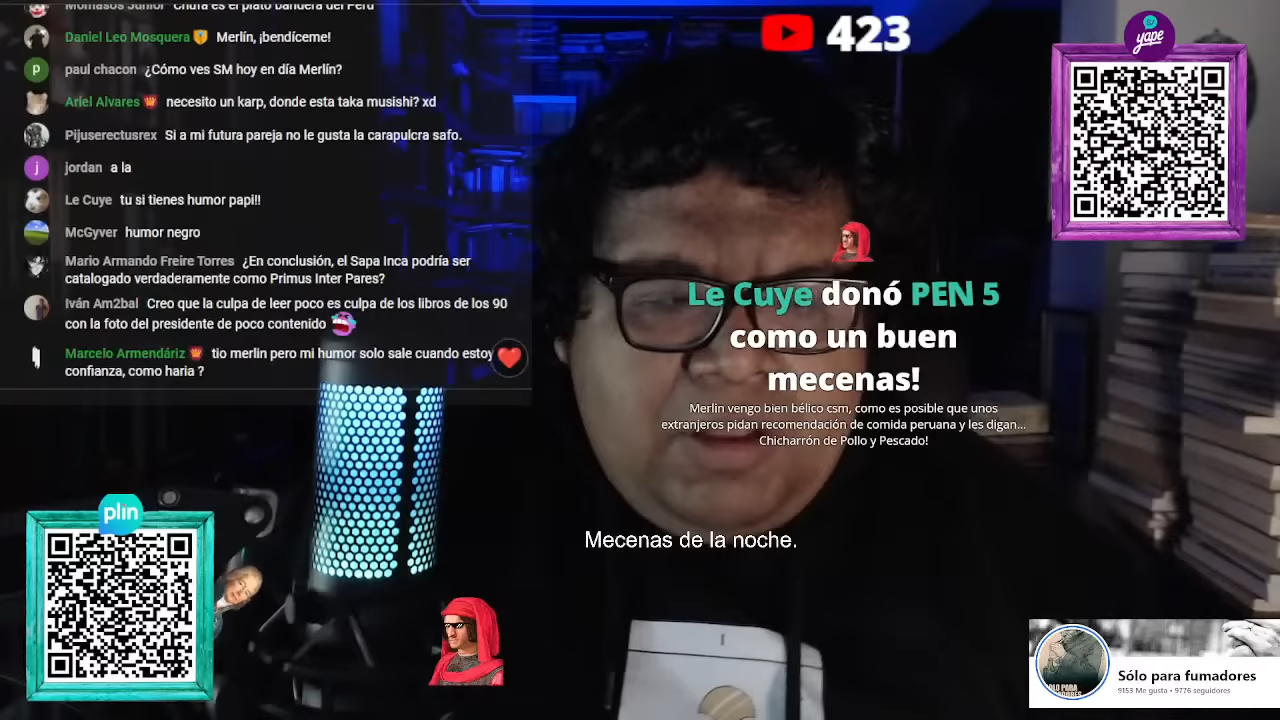 Momasos Junior Chufa es el plato bandera del Perú
Daniel Leo Mosquera Merlín, ¡bendíceme!
paul chacon ¿Cómo ves SM hoy en día Merlín?
Ariel Alvares necesito un karp, donde esta taka musishi? xd
Pijuserectusrex Si a mi futura pareja no le gusta la carapulcra safo.
jordan a la
Le Cuye tu si tienes humor papi!!
McGyver humor negro
Mario Armando Freire Torres ¿En conclusión, el Sapa Inca podría ser
catalogado verdaderamente como Primus Inter Pares?
Iván Am2bal Creo que la culpa de leer poco es culpa de los libros de los 90
con la foto del presidente de poco contenido
Marcelo Armendáriz tio merlin pero mi humor solo sale cuando estoy
confianza, como haria ?
423
S/
yape
Le Cuye donó PEN 5
como un buen
mecenas!
Merlin vengo bien bélico csm, como es posible que unos
extranjeros pidan recomendación de comida peruana y les digan...
Chicharrón de Pollo y Pescado!
Mecenas de la noche.
plin
P
j
Sólo para fumadores
9153 Me gusta • 9776 seguidores